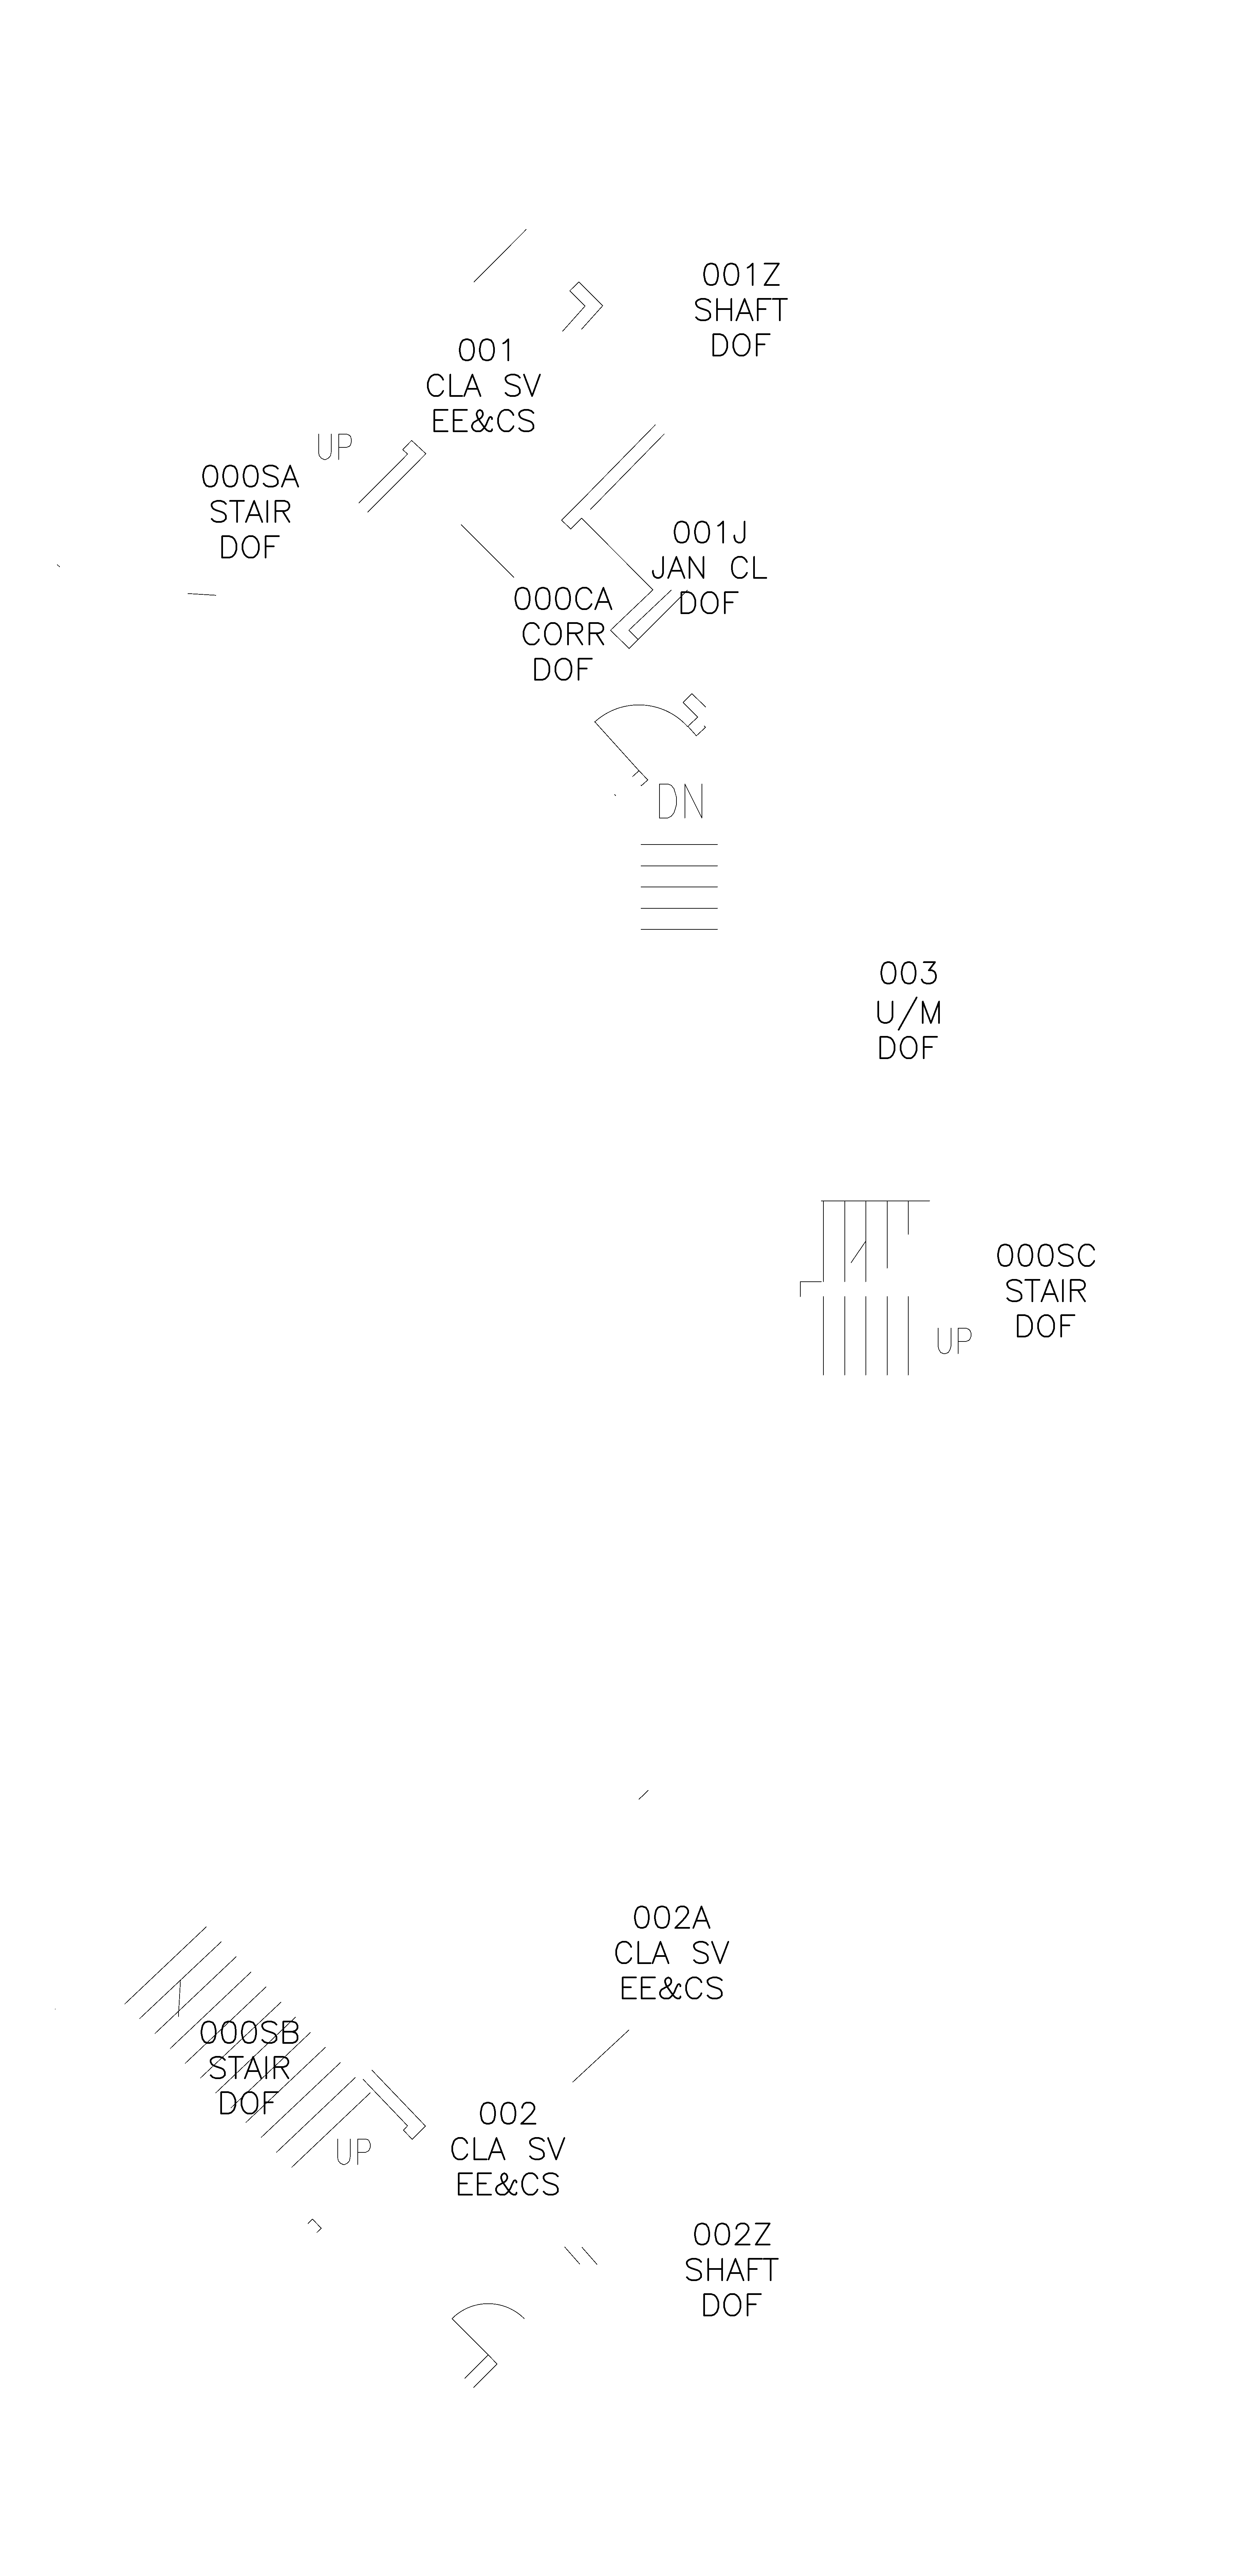 001Z
SHAFT
DOF
001
CLA SV
EE&CS
UP
000SA
STAIR
DOF
001J
JAN CL
DOF
000CA
CORR
DOF
DN
003
U/M
DOF
000SC
STAIR
DOF
UP
002A
CLA SV
EE&CS
000SB
STAIR
DOF
UP
002
CLA SV
EE&CS
002Z
SHAFT
DOF